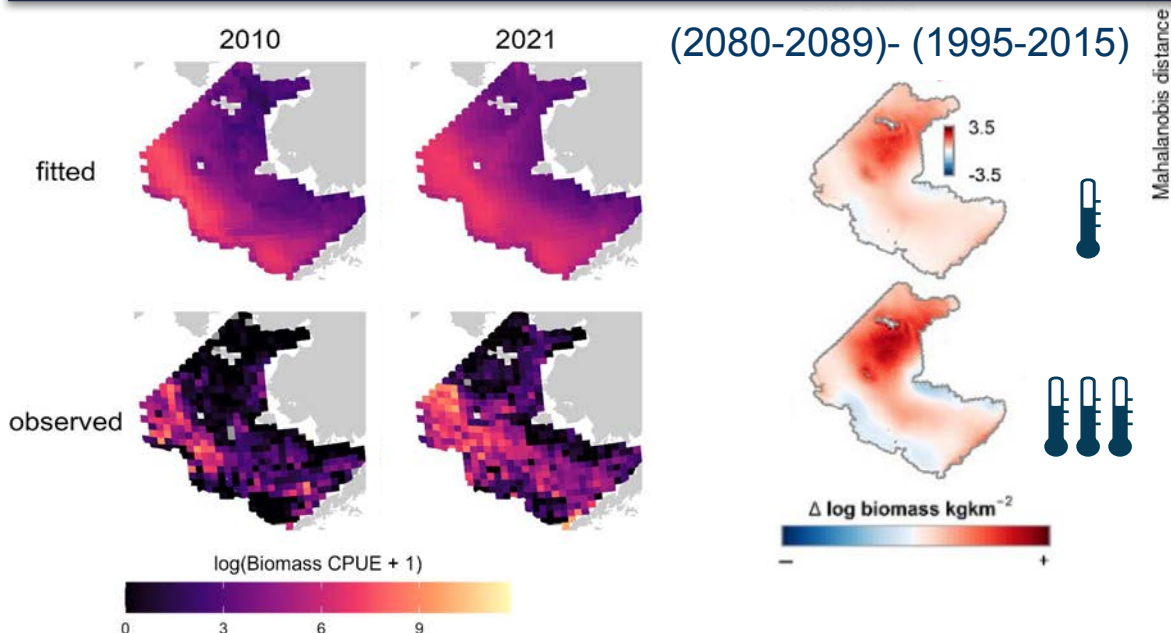 2010
2021
(2080-2089)- (1995-2015)
Mahalanobis distance
fitted
3.5
-3.5
observed
Δ log biomass kgkm⁻²
−
+
log(Biomass CPUE + 1)
0
3
6
9